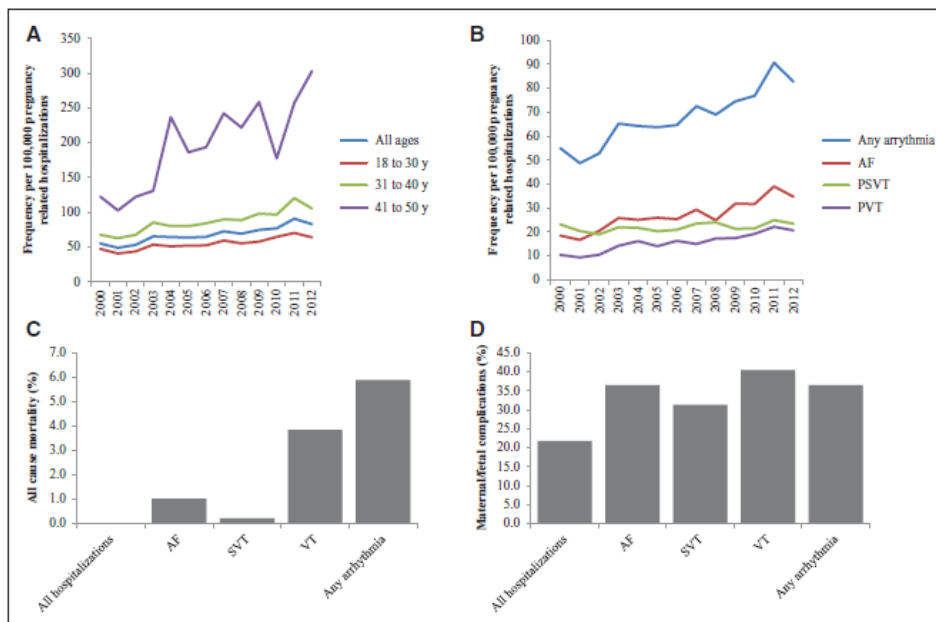 A
Frequency per 100,000 pregnancy
related hospitalizations
350
300
250
200
150
100
50
0
2000
2001
2002
2003
2004
2005
2006
2007
2008
2009
2010
2011
2012
All ages
18 to 30 y
31 to 40 y
41 to 50 y
B
Frequency per 100,000 pregnancy
related hospitalizations
100
90
80
70
60
50
40
30
20
10
0
2000
2001
2002
2003
2004
2005
2006
2007
2008
2009
2010
2011
2012
Any arrythmia
AF
PSVT
PVT
C
All cause mortality (%)
7.0
6.0
5.0
4.0
3.0
2.0
1.0
0.0
All hospitalizations
AF
SVT
VT
Any arrhythmia
D
Maternal/fetal complications (%)
45.0
40.0
35.0
30.0
25.0
20.0
15.0
10.0
5.0
0.0
All hospitalizations
AF
SVT
VT
Any arrhythmia